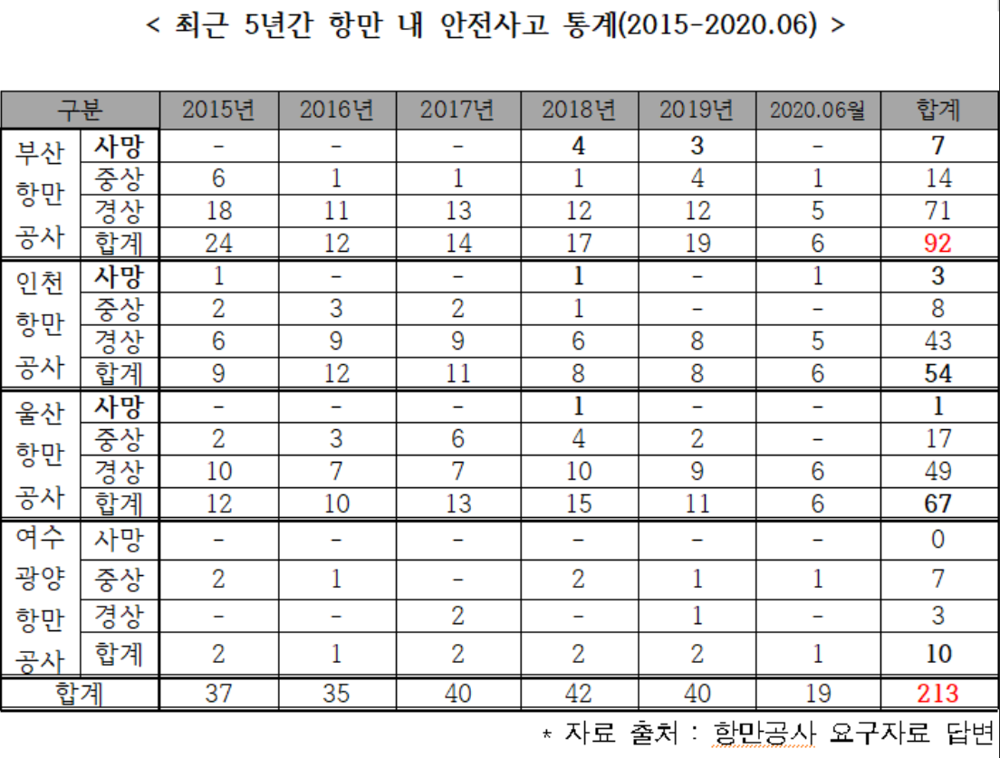 < 최근 5년간 항만 내 안전사고 통계(2015-2020.06) >
구분 2015년 2016년 2017년 2018년 2019년 2020.06월 합계
부산항만공사 사망 - - - 4 3 - 7
중상 6 1 1 1 4 1 14
경상 18 11 13 12 12 5 71
합계 24 12 14 17 19 6 92
인천항만공사 사망 1 - - 1 - 1 3
중상 2 3 2 1 - - 8
경상 6 9 9 6 8 5 43
합계 9 12 11 8 8 6 54
울산항만공사 사망 - - - 1 - - 1
중상 2 3 6 4 2 - 17
경상 10 7 7 10 9 6 49
합계 12 10 13 15 11 6 67
여수광양항만공사 사망 - - - - - - 0
중상 2 1 - 2 1 1 7
경상 - - 2 - 1 - 3
합계 2 1 2 2 2 1 10
합계 37 35 40 42 40 19 213
* 자료 출처 : 항만공사 요구자료 답변